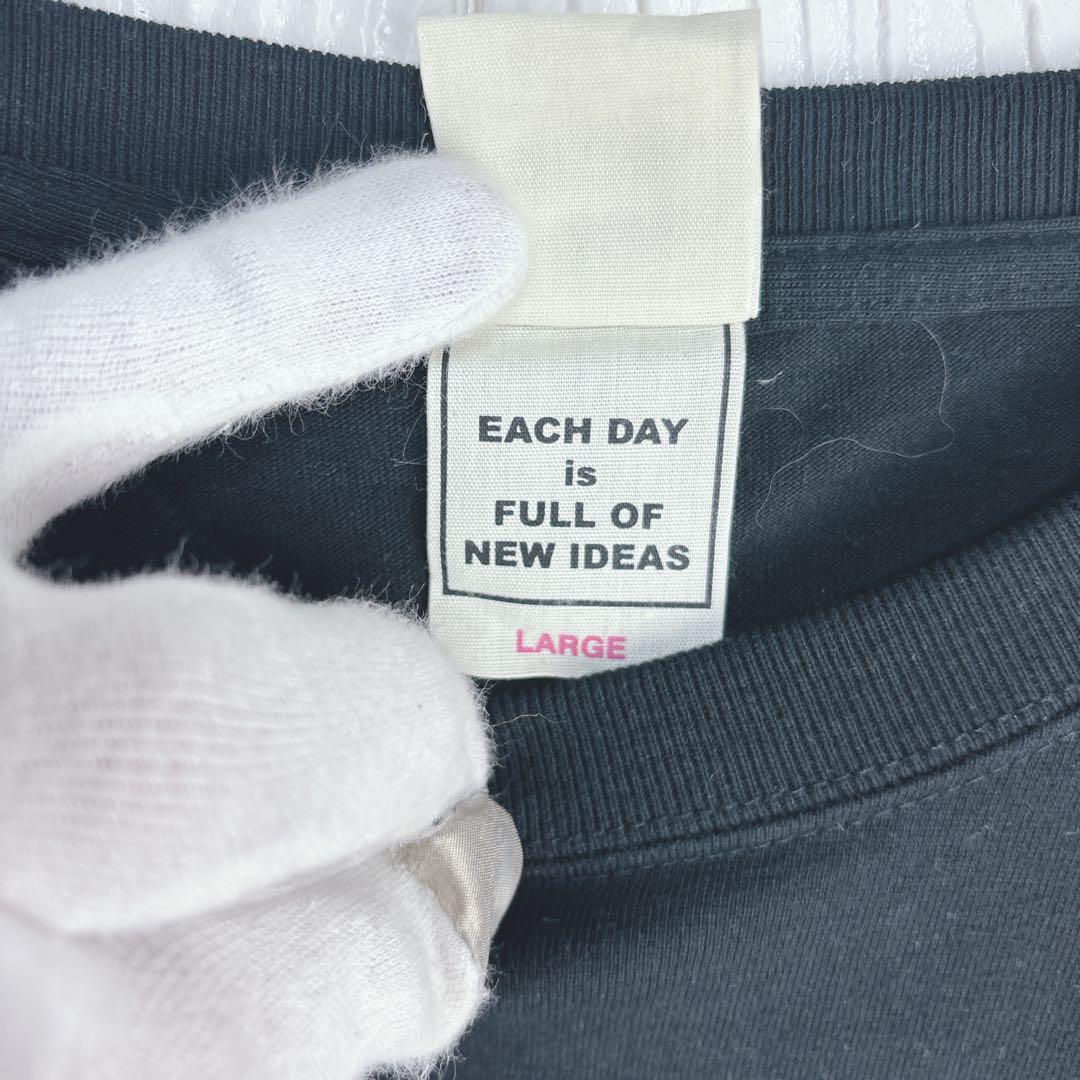 EACH DAY
is
FULL OF
NEW IDEAS
LARGE